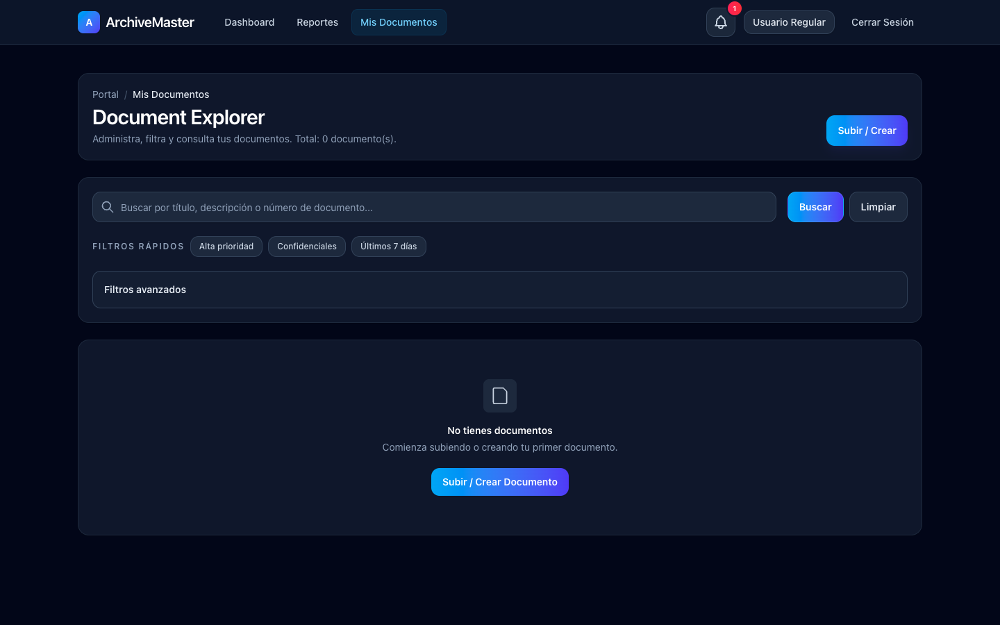 A ArchiveMaster Dashboard Reportes Mis Documentos 1 Usuario Regular Cerrar Sesión
Portal / Mis Documentos
Document Explorer
Administra, filtra y consulta tus documentos. Total: 0 documento(s).
Subir / Crear
Buscar por título, descripción o número de documento...
Buscar
Limpiar
FILTROS RÁPIDOS Alta prioridad Confidenciales Últimos 7 días
Filtros avanzados
No tienes documentos
Comienza subiendo o creando tu primer documento.
Subir / Crear Documento